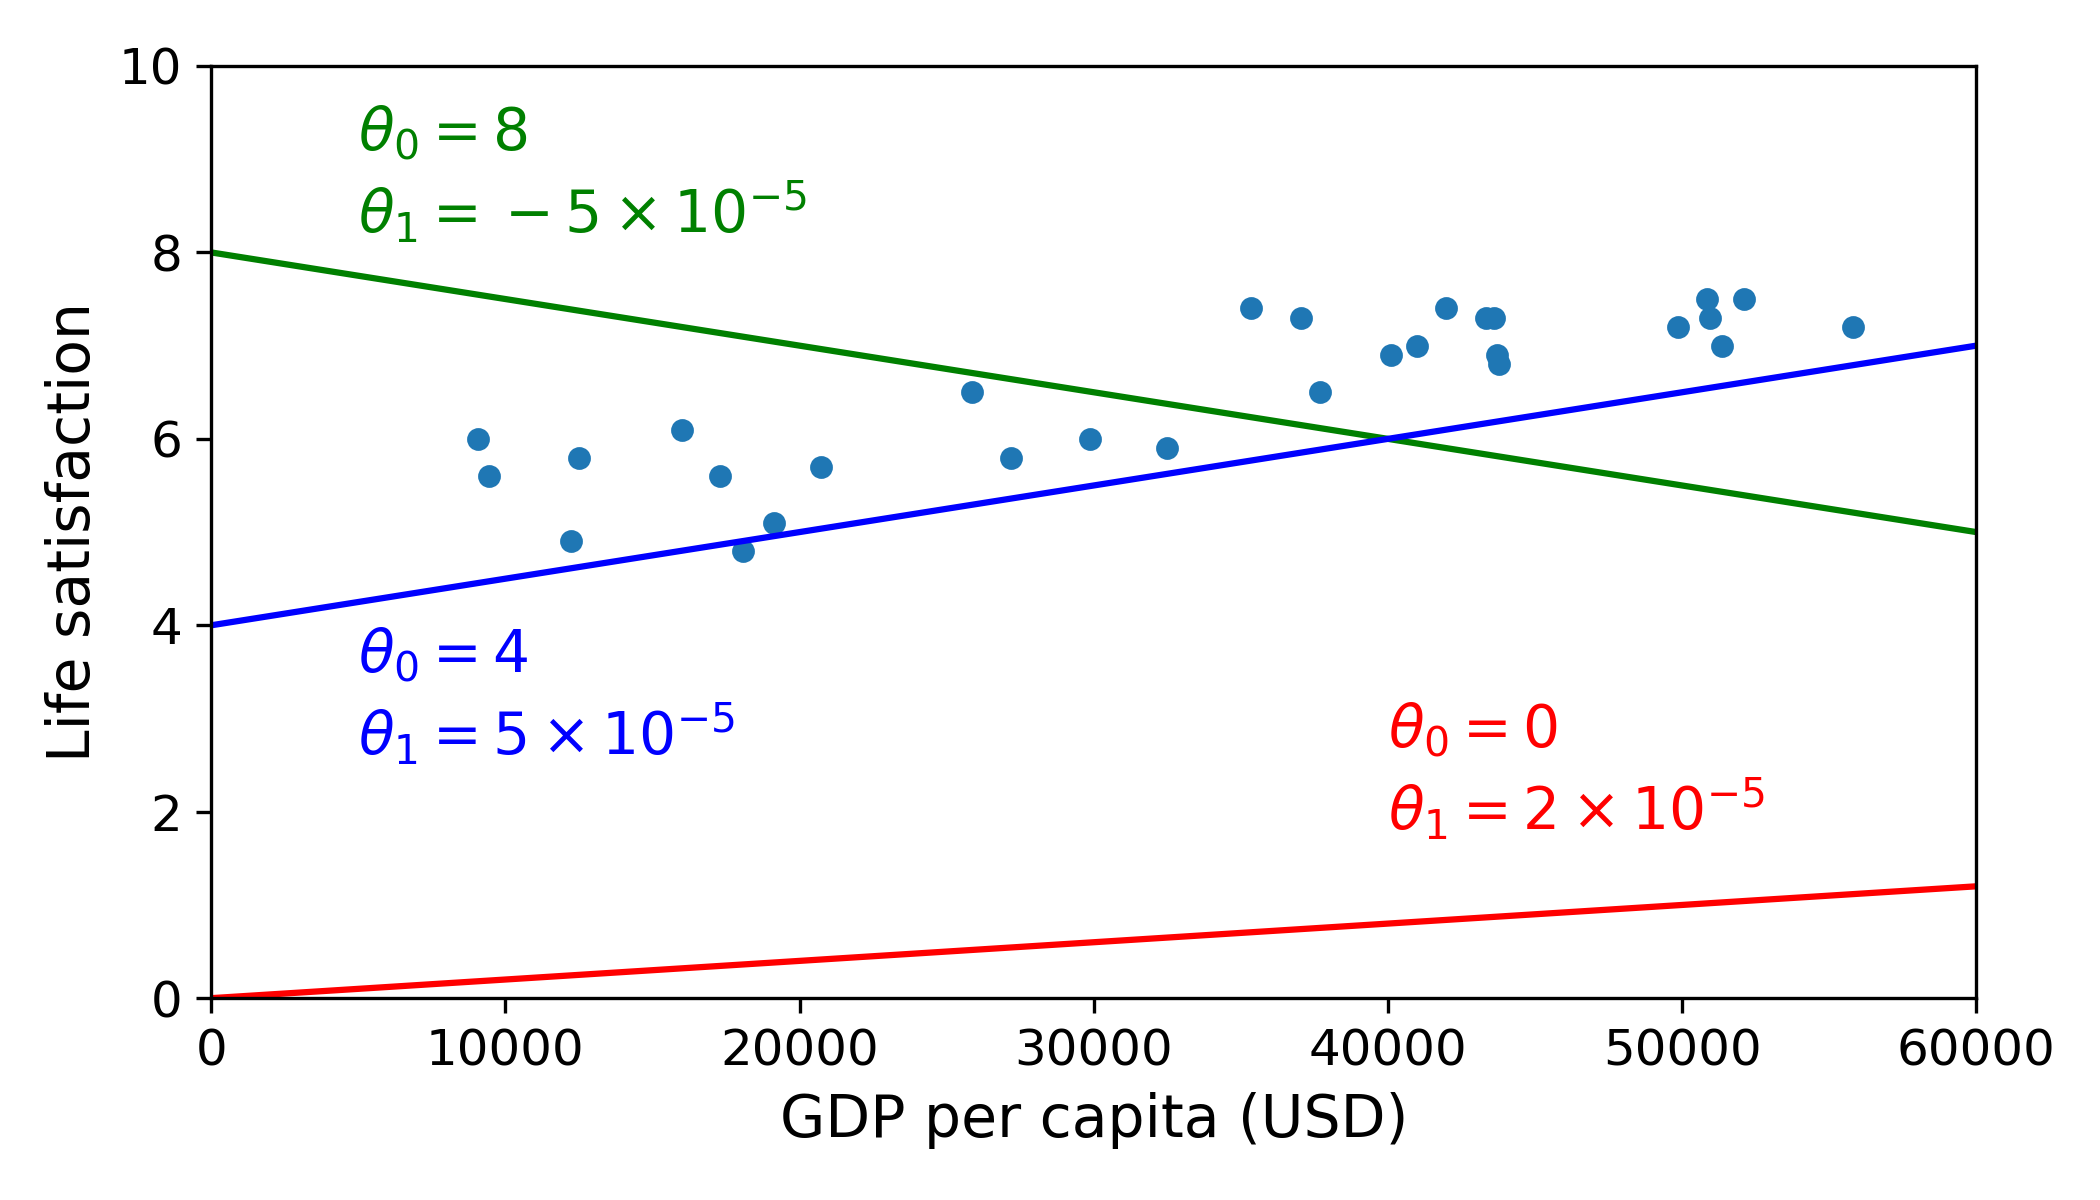 10
θ₀ = 8
θ₁ = − 5 × 10⁻⁵
8
6
4
2
0
Life satisfaction
θ₀ = 4
θ₁ = 5 × 10⁻⁵
θ₀ = 0
θ₁ = 2 × 10⁻⁵
0 10000 20000 30000 40000 50000 60000
GDP per capita (USD)